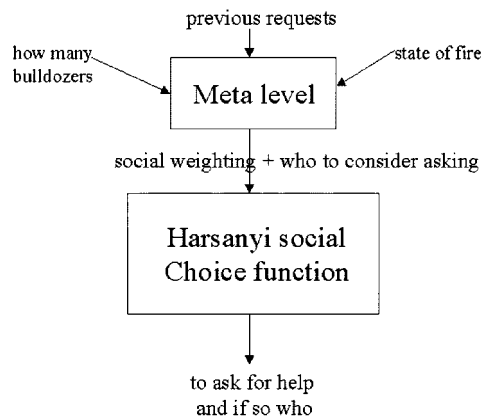 previous requests
how many
bulldozers
state of fire
Meta level
social weighting + who to consider asking
Harsanyi social
Choice function
to ask for help
and if so who